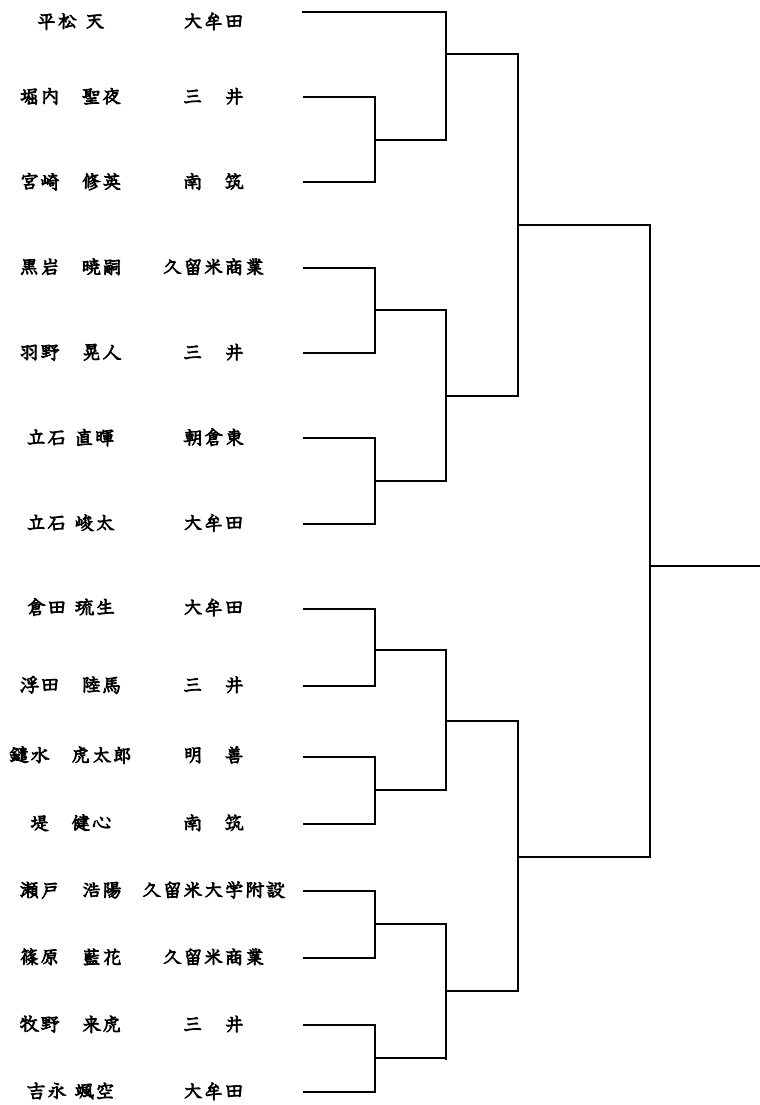 平松 天 大牟田
堀内 聖夜 三 井
宮崎 修英 南 筑
黒岩 暁嗣 久留米商業
羽野 晃人 三 井
立石 直暉 朝倉東
立石 峻太 大牟田
倉田 琉生 大牟田
浮田 陸馬 三 井
鑓水 虎太郎 明 善
堤 健心 南 筑
瀬戸 浩陽 久留米大学附設
篠原 藍花 久留米商業
牧野 来虎 三 井
吉永 颯空 大牟田